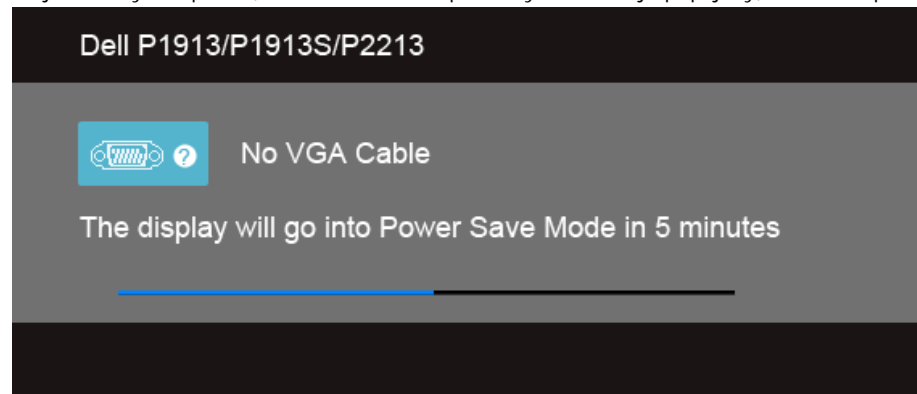 Dell P1913/P1913S/P2213
? No VGA Cable
The display will go into Power Save Mode in 5 minutes